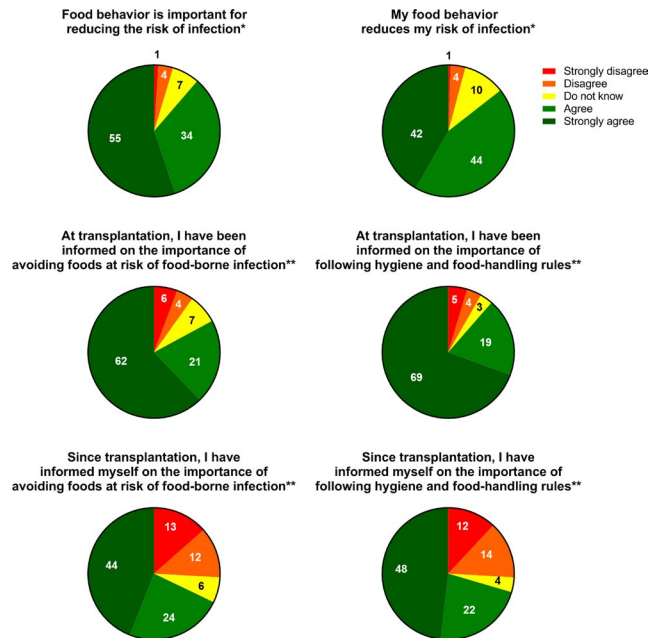 Food behavior is important for
reducing the risk of infection*
My food behavior
reduces my risk of infection*
1
4
7
34
55
1
4
10
44
42
Strongly disagree
Disagree
Do not know
Agree
Strongly agree
At transplantation, I have been
informed on the importance of
avoiding foods at risk of food-borne infection**
At transplantation, I have been
informed on the importance of
following hygiene and food-handling rules**
6
4
7
21
62
5
4
3
19
69
Since transplantation, I have
informed myself on the importance of
avoiding foods at risk of food-borne infection**
Since transplantation, I have
informed myself on the importance of
following hygiene and food-handling rules**
13
12
6
24
44
12
14
4
22
48